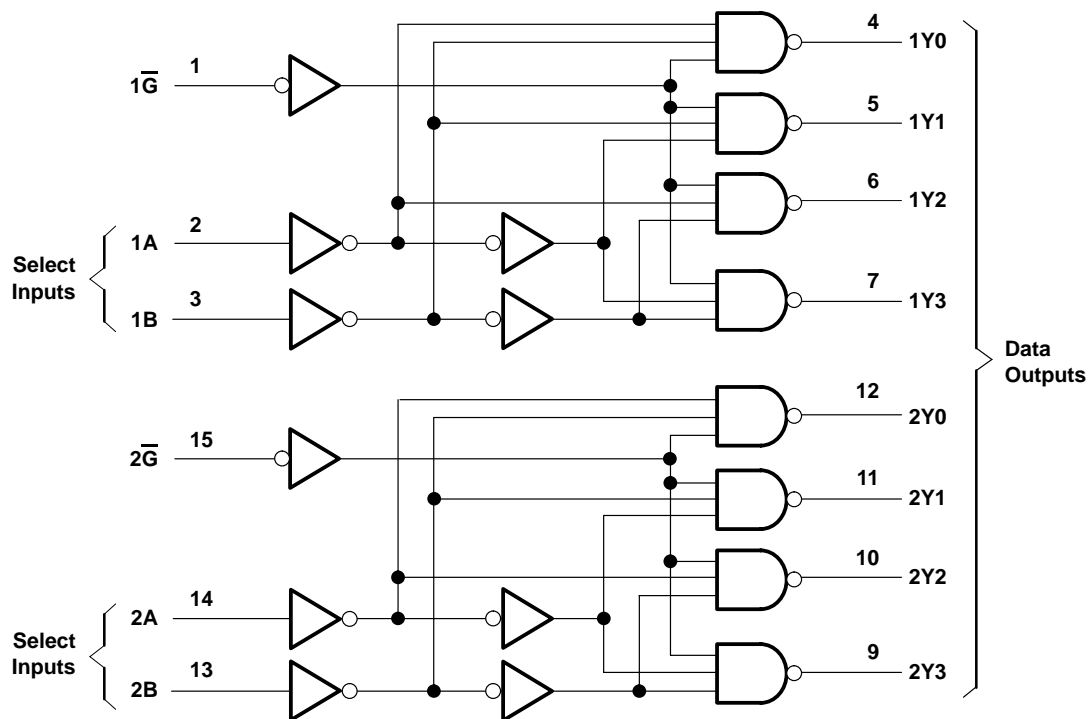 4
1Y0
1
1G̅
5
1Y1
6
1Y2
2
1A
Select
Inputs
3
1B
7
1Y3
Data
Outputs
12
2Y0
15
2G̅
11
2Y1
10
2Y2
14
2A
Select
Inputs
13
2B
9
2Y3